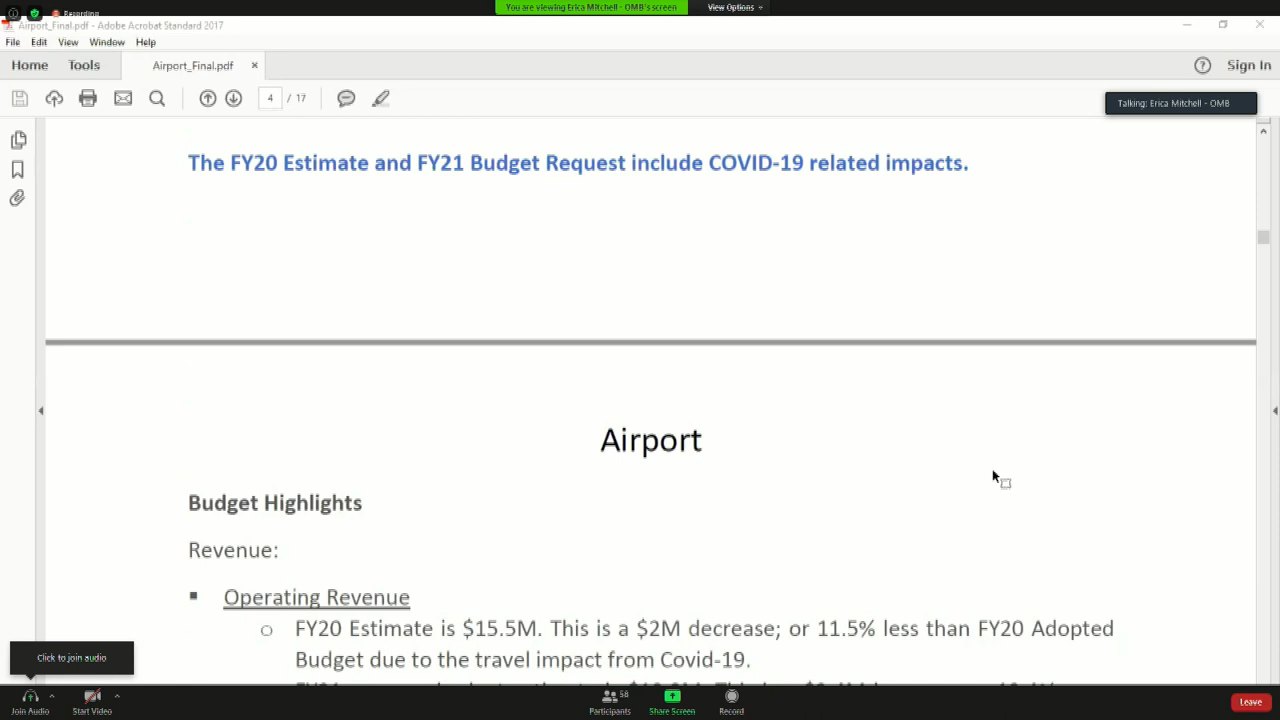 Recording
You are viewing Erica Mitchell - OMB's screen
View Options
Airport_Final.pdf - Adobe Acrobat Standard 2017
File Edit View Window Help
Home Tools Airport_Final.pdf × Sign In
4 / 17
Talking: Erica Mitchell - OMB
The FY20 Estimate and FY21 Budget Request include COVID-19 related impacts.
Airport
Budget Highlights
Revenue:
▪ Operating Revenue
o FY20 Estimate is $15.5M. This is a $2M decrease; or 11.5% less than FY20 Adopted
Budget due to the travel impact from Covid-19.
Click to join audio
58
Join Audio Start Video Participants Share Screen Record Leave